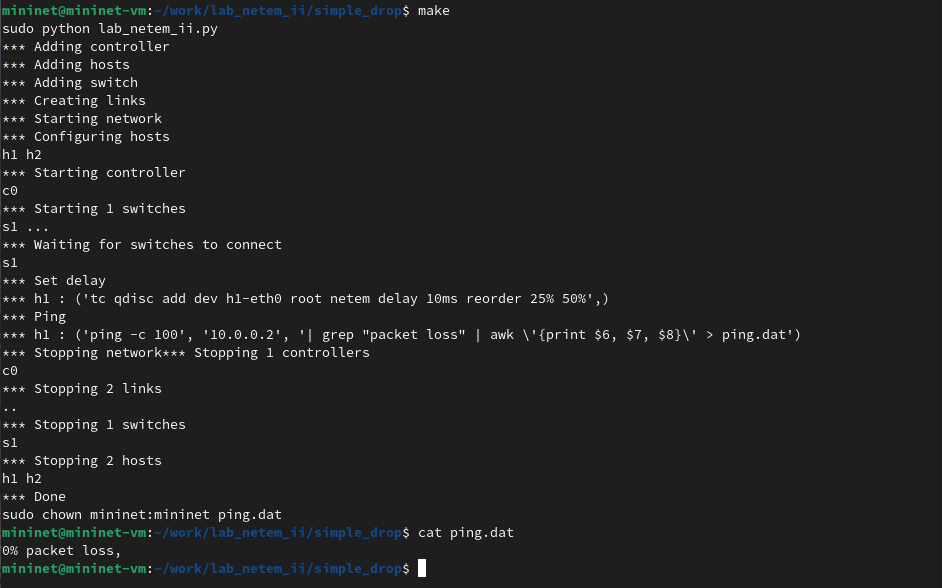 mininet@mininet-vm:~/work/lab_netem_ii/simple_drop$ make
sudo python lab_netem_ii.py
*** Adding controller
*** Adding hosts
*** Adding switch
*** Creating links
*** Starting network
*** Configuring hosts
h1 h2
*** Starting controller
c0
*** Starting 1 switches
s1 ...
*** Waiting for switches to connect
s1
*** Set delay
*** h1 : ('tc qdisc add dev h1-eth0 root netem delay 10ms reorder 25% 50%',)
*** Ping
*** h1 : ('ping -c 100', '10.0.0.2', '| grep "packet loss" | awk \'{print $6, $7, $8}\' > ping.dat')
*** Stopping network*** Stopping 1 controllers
c0
*** Stopping 2 links
..
*** Stopping 1 switches
s1
*** Stopping 2 hosts
h1 h2
*** Done
sudo chown mininet:mininet ping.dat
mininet@mininet-vm:~/work/lab_netem_ii/simple_drop$ cat ping.dat
0% packet loss,
mininet@mininet-vm:~/work/lab_netem_ii/simple_drop$